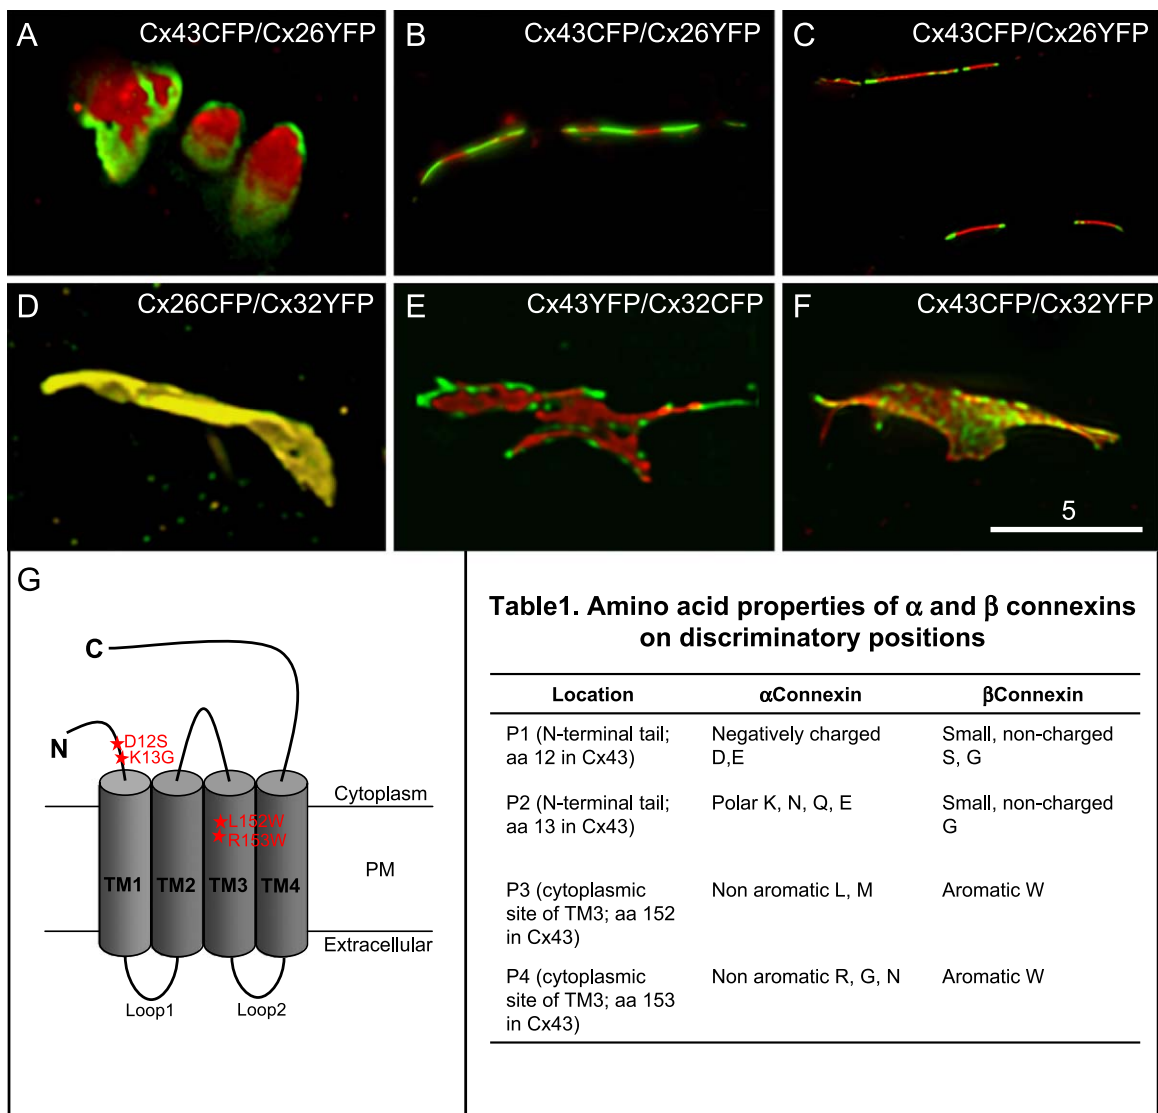 A
Cx43CFP/Cx26YFP
B
Cx43CFP/Cx26YFP
C
Cx43CFP/Cx26YFP
D
Cx26CFP/Cx32YFP
E
Cx43YFP/Cx32CFP
F
Cx43CFP/Cx32YFP
5
G
C
N
D12S
K13G
Cytoplasm
L152W
R153W
TM1
TM2
TM3
TM4
PM
Extracellular
Loop1
Loop2
Table1. Amino acid properties of α and β connexins
on discriminatory positions
Location
αConnexin
βConnexin
P1 (N-terminal tail;
aa 12 in Cx43)
Negatively charged
D,E
Small, non-charged
S, G
P2 (N-terminal tail;
aa 13 in Cx43)
Polar K, N, Q, E
Small, non-charged
G
P3 (cytoplasmic
site of TM3; aa 152
in Cx43)
Non aromatic L, M
Aromatic W
P4 (cytoplasmic
site of TM3; aa 153
in Cx43)
Non aromatic R, G, N
Aromatic W